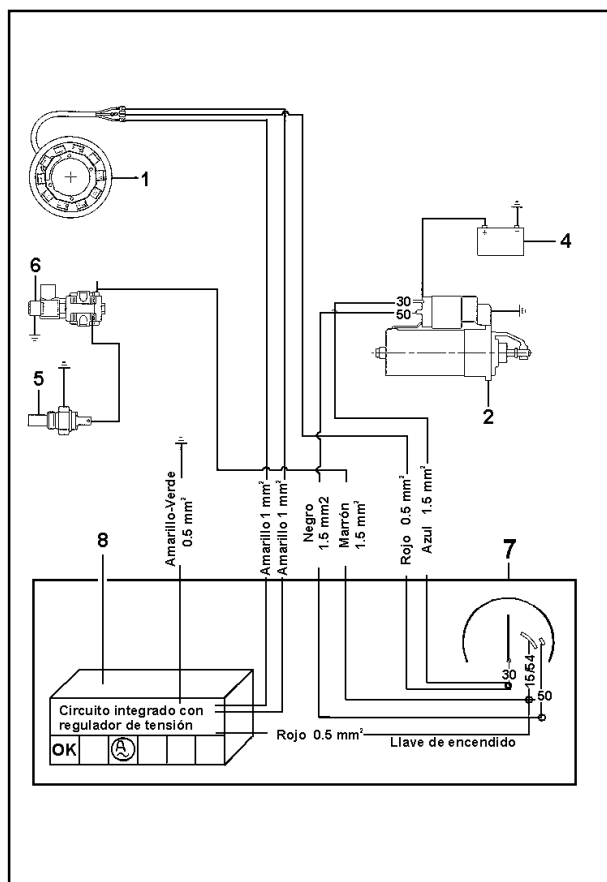 1
6
30
50
+
-
4
5
2
Amarillo-Verde
0.5 mm²
Amarillo 1 mm²
Amarillo 1 mm²
Negro
1.5 mm2
Marrón
1.5 mm²
Rojo 0.5 mm²
Azul 1.5 mm²
8
7
30
15/54
50
Circuito integrado con
regulador de tensión
Rojo 0.5 mm²
Llave de encendido
OK
A